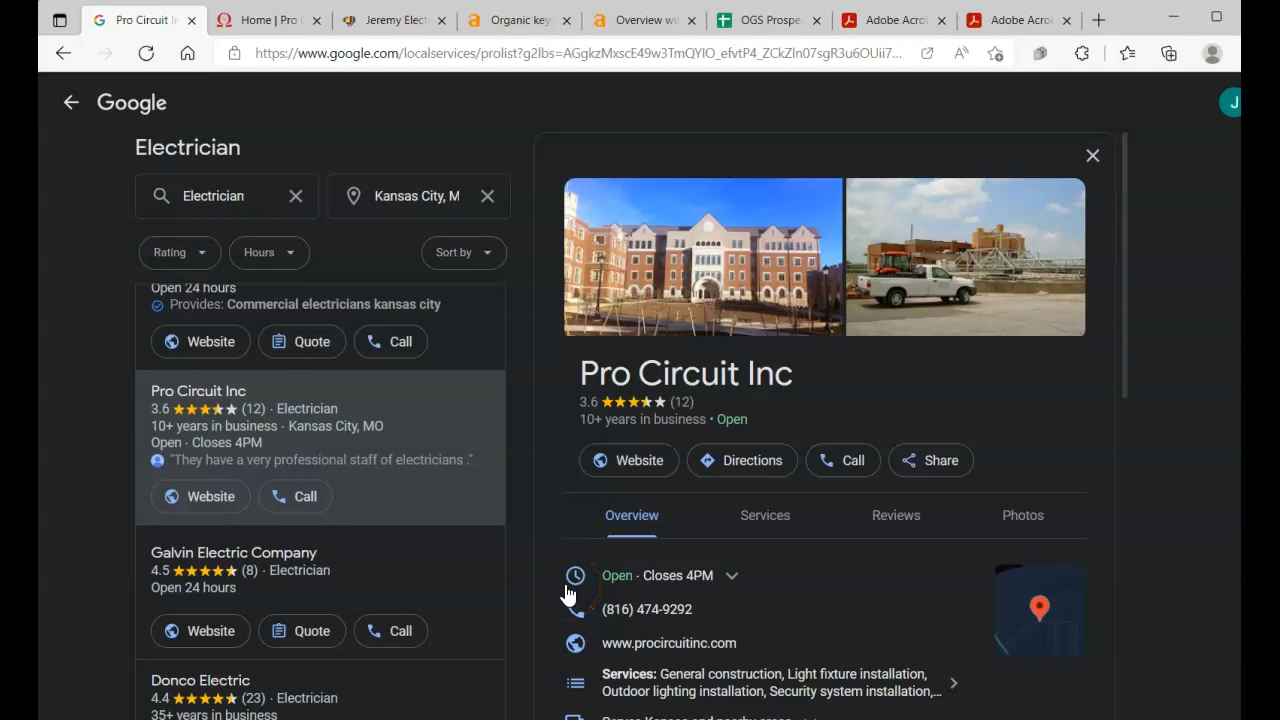 Pro Circuit I
Home | Pro
Jeremy Elect
Organic key
Overview w
OGS Prospe
Adobe Acro
Adobe Acro
https://www.google.com/localservices/prolist?g2lbs=AGgkzMxscE49w3TmQYIO_efvtP4_ZCkZln07sgR3u6OUii7...
Google
J
Electrician
Electrician
Kansas City, M
Rating
Hours
Sort by
Open 24 hours
Provides: Commercial electricians kansas city
Website
Quote
Call
Pro Circuit Inc
3.6 (12) · Electrician
10+ years in business · Kansas City, MO
Open · Closes 4PM
"They have a very professional staff of electricians ."
Website
Call
Galvin Electric Company
4.5 (8) · Electrician
Open 24 hours
Website
Quote
Call
Donco Electric
4.4 (23) · Electrician
35+ years in business
Pro Circuit Inc
3.6 (12)
10+ years in business · Open
Website
Directions
Call
Share
Overview
Services
Reviews
Photos
Open · Closes 4PM
(816) 474-9292
www.procircuitinc.com
Services: General construction, Light fixture installation,
Outdoor lighting installation, Security system installation,...